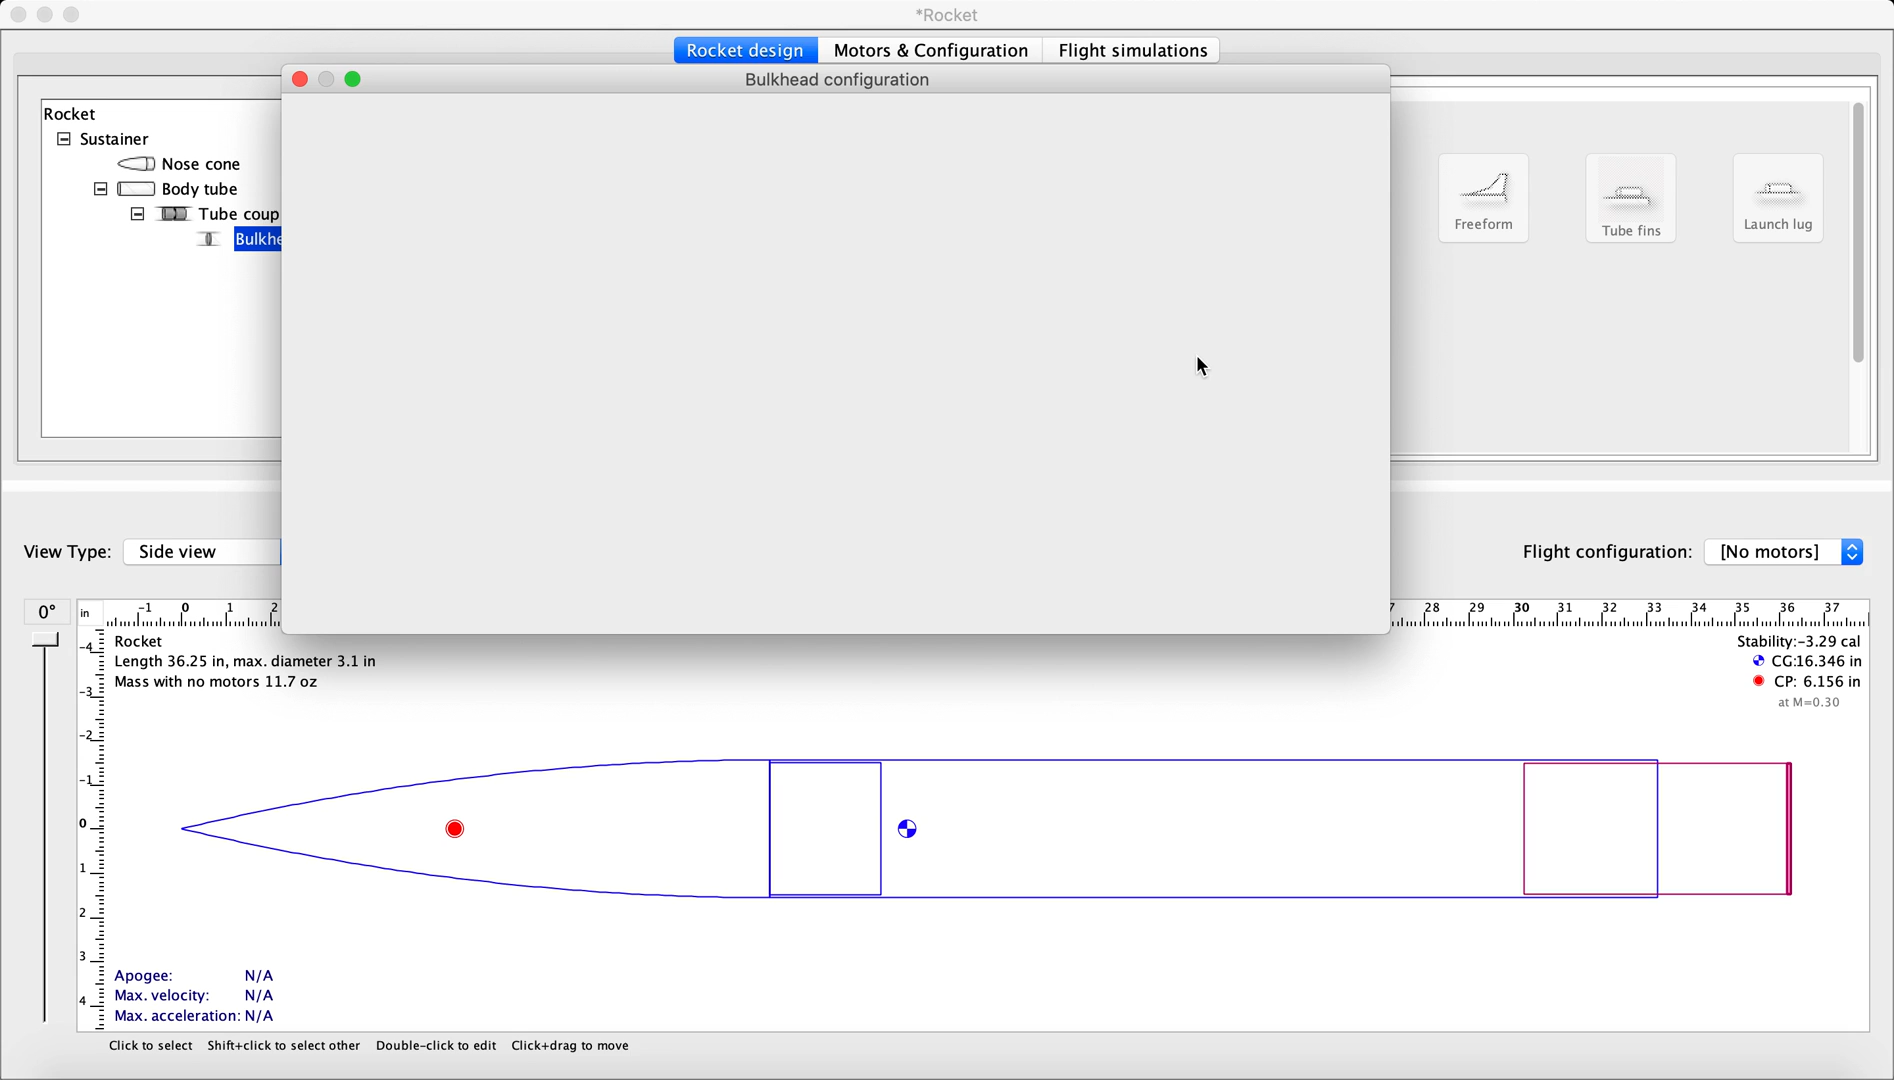 *Rocket
Rocket design
Motors & Configuration
Flight simulations
Bulkhead configuration
Rocket
Sustainer
Nose cone
Body tube
Tube coup
Bulkhe
Freeform
Tube fins
Launch lug
View Type:
Side view
Flight configuration:
[No motors]
0°
in
-1 0 1 2
7 28 29 30 31 32 33 34 35 36 37
-4
-3
-2
-1
0
1
2
3
4
Rocket
Length 36.25 in, max. diameter 3.1 in
Mass with no motors 11.7 oz
Stability:-3.29 cal
CG:16.346 in
CP: 6.156 in
at M=0.30
Apogee: N/A
Max. velocity: N/A
Max. acceleration: N/A
Click to select Shift+click to select other Double-click to edit Click+drag to move